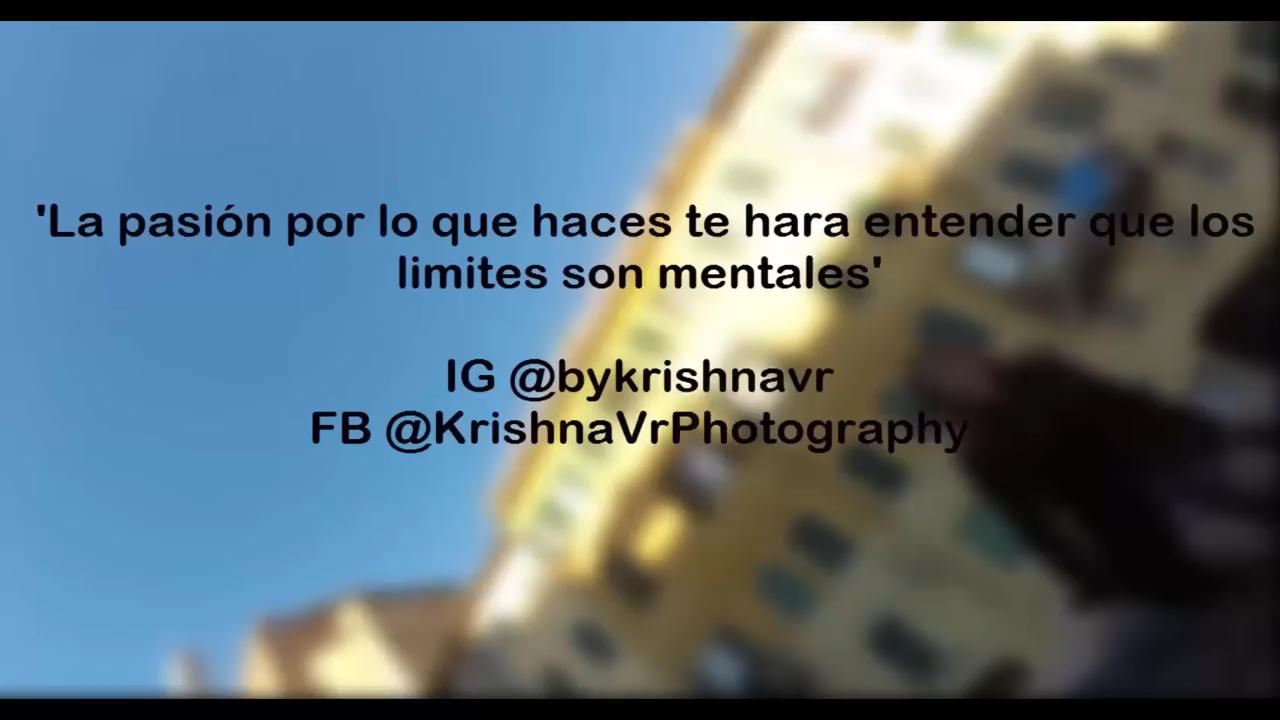 'La pasión por lo que haces te hara entender que los
limites son mentales'
IG @bykrishnavr
FB @KrishnaVrPhotography